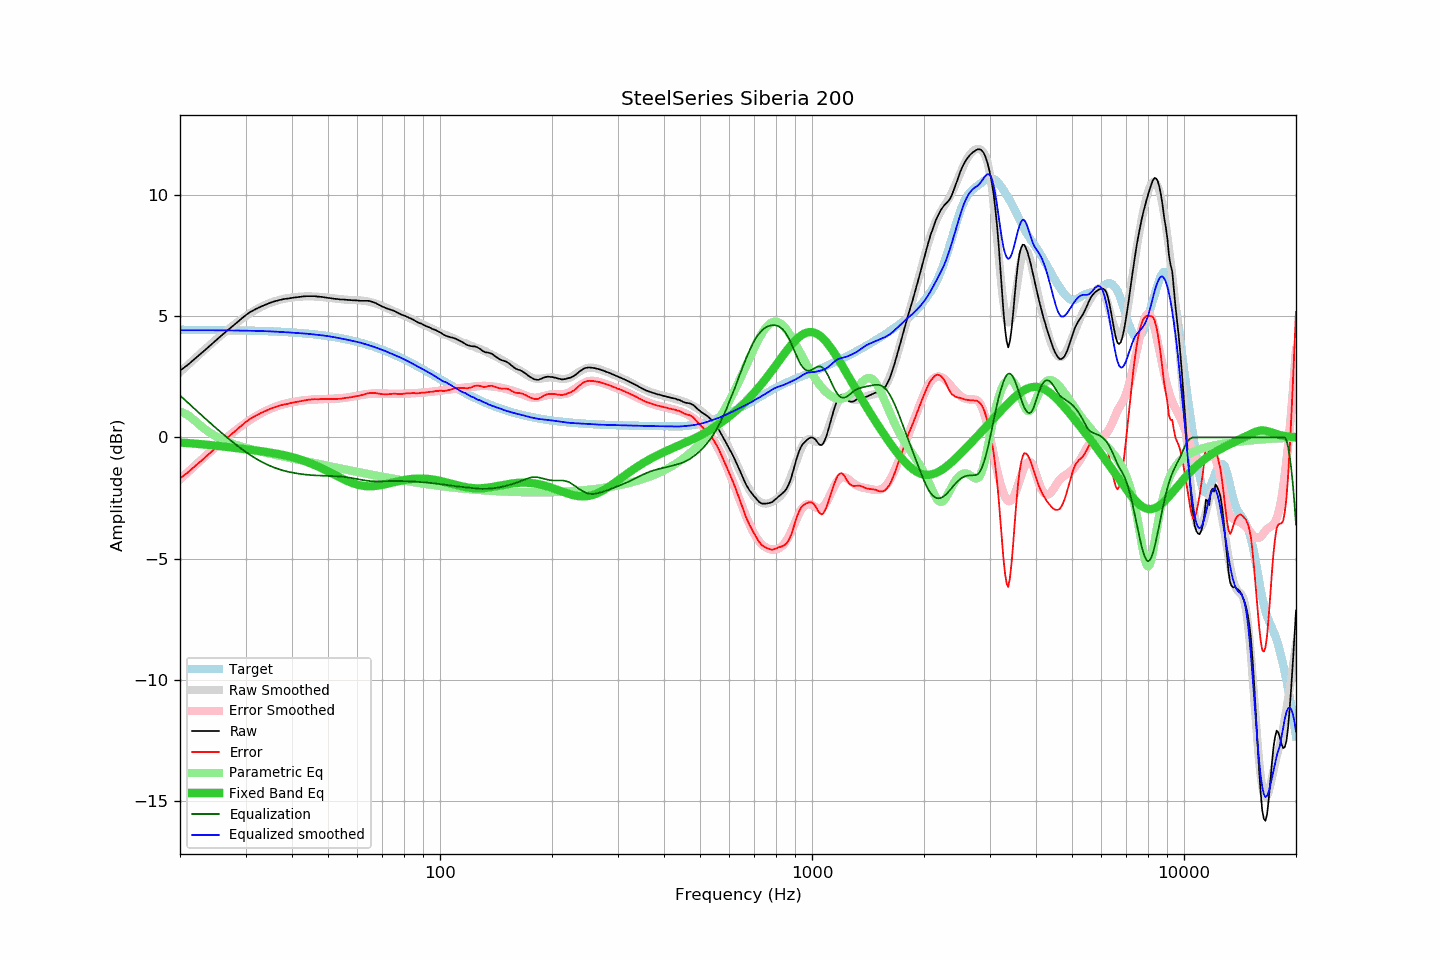 SteelSeries Siberia 200
Amplitude (dBr)
10
5
0
−5
−10
−15
Target
Raw Smoothed
Error Smoothed
Raw
Error
Parametric Eq
Fixed Band Eq
Equalization
Equalized smoothed
100 1000 10000
Frequency (Hz)